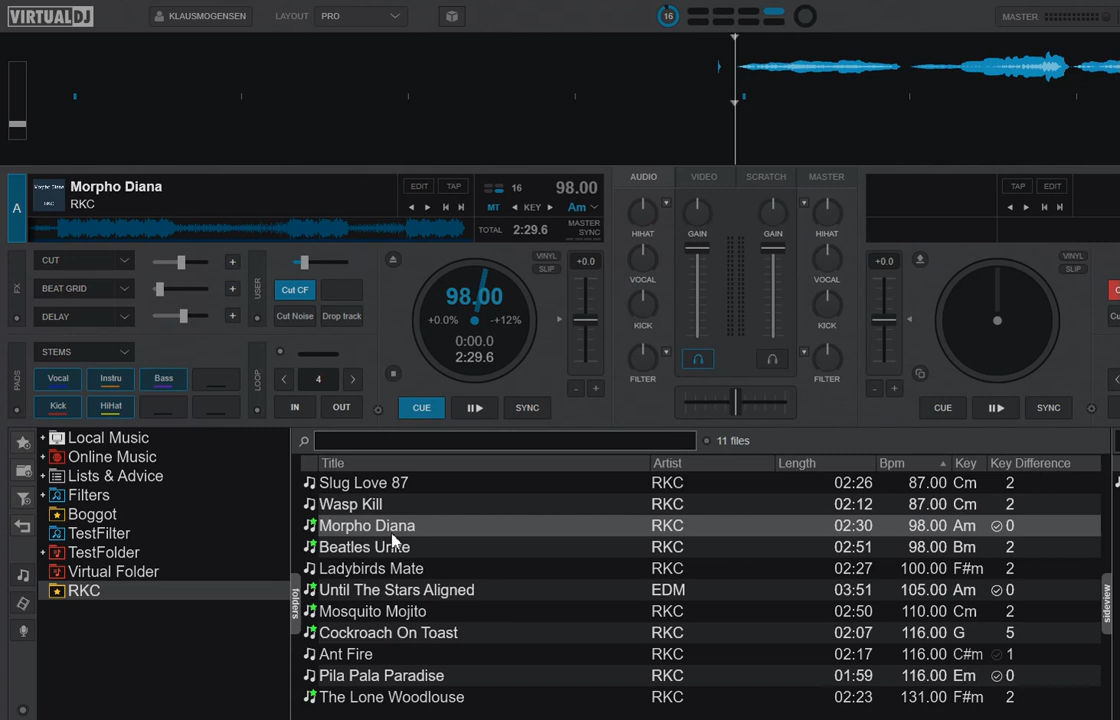 VIRTUALDJ
KLAUSMOGENSEN
LAYOUT PRO
16
MASTER
A
Morpho Diana
RKC
EDIT TAP
16 98.00
MT KEY Am
TOTAL 2:29.6 MASTER SYNC
AUDIO VIDEO SCRATCH MASTER
TAP EDIT
HIHAT GAIN GAIN HIHAT
VOCAL VOCAL
KICK KICK
FILTER FILTER
FX
CUT
BEAT GRID
DELAY
USER
Cut CF
Cut Noise Drop track
VINYL
SLIP
+0.0
98.00
+0.0% -+12%
0:00.0
2:29.6
+0.0
VINYL
SLIP
PADS
STEMS
Vocal Instru Bass
Kick HiHat
LOOP
4
IN OUT
CUE SYNC
CUE SYNC
Local Music
Online Music
Lists & Advice
Filters
Boggot
TestFilter
TestFolder
Virtual Folder
RKC
folders
11 files
Title Artist Length Bpm Key Key Difference
Slug Love 87 RKC 02:26 87.00 Cm 2
Wasp Kill RKC 02:12 87.00 Cm 2
Morpho Diana RKC 02:30 98.00 Am 0
Beatles Unite RKC 02:51 98.00 Bm 2
Ladybirds Mate RKC 02:27 100.00 F#m 2
Until The Stars Aligned EDM 03:51 105.00 Am 0
Mosquito Mojito RKC 02:50 110.00 Cm 2
Cockroach On Toast RKC 02:07 116.00 G 5
Ant Fire RKC 02:17 116.00 C#m 1
Pila Pala Paradise RKC 01:59 116.00 Em 0
The Lone Woodlouse RKC 02:23 131.00 F#m 2
sideview